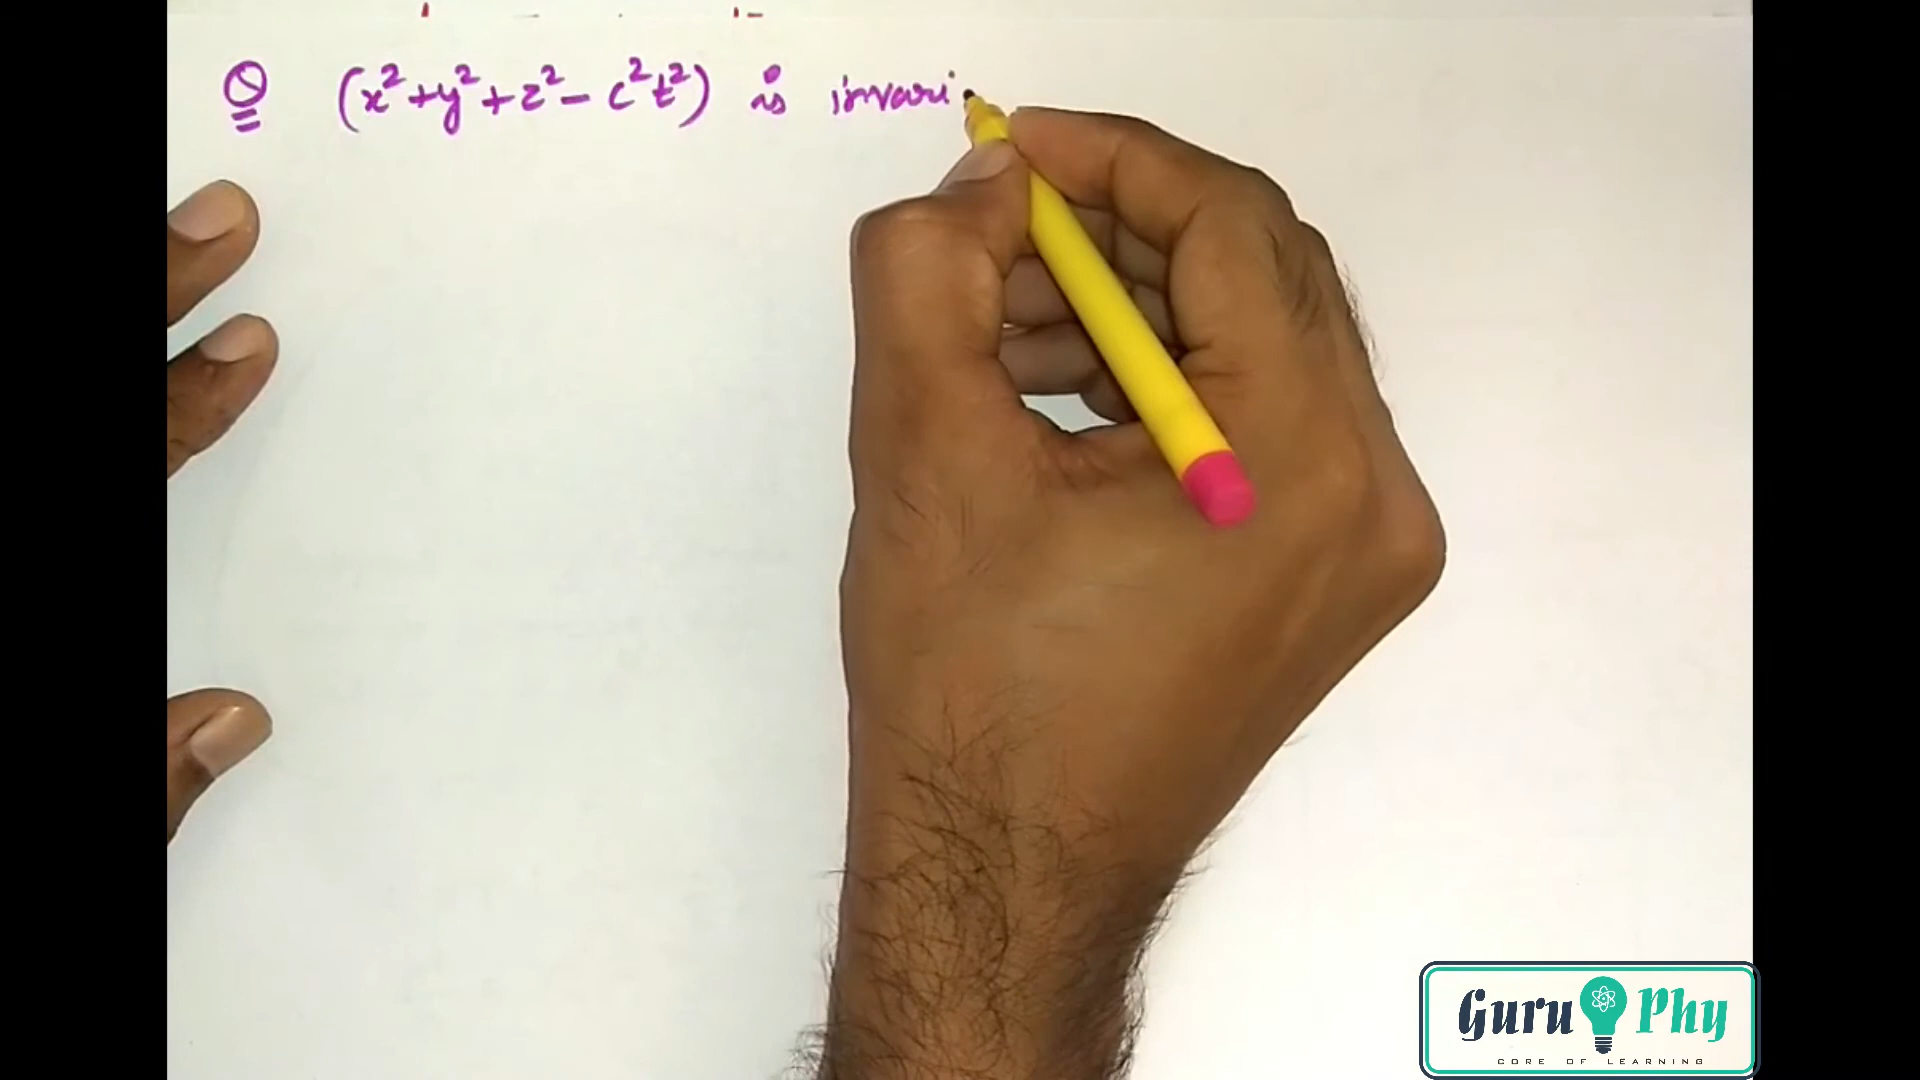 Q (x²+y²+z²- c²t²) is invari
Guru Phy
CORE OF LEARNING